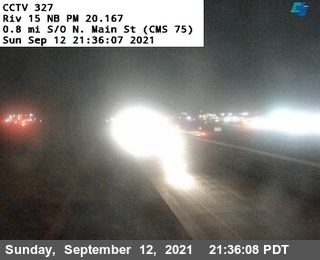 CCTV 327
Riv 15 NB PM 20.167
0.8 mi S/O N. Main St (CMS 75)
Sun Sep 12 21:36:07 2021
Sunday, September 12, 2021 21:36:08 PDT